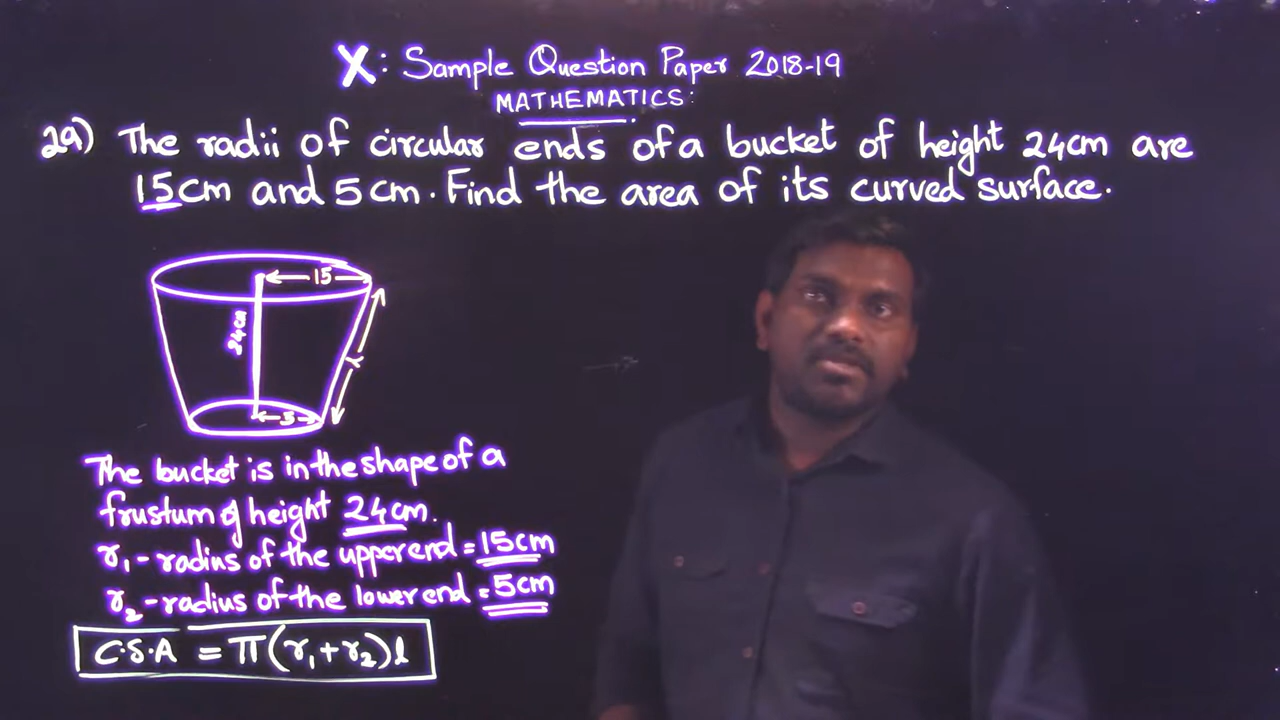 X: Sample Question Paper 2018-19
MATHEMATICS:
2a) The radii of circular ends of a bucket of height 24cm are
15cm and 5cm. Find the area of its curved surface.
15
24cm
l
5
The bucket is in the shape of a
frustum of height 24cm.
r₁ - radius of the upper end = 15cm
r₂ - radius of the lower end = 5cm
C.S.A = π(r₁+r₂)l